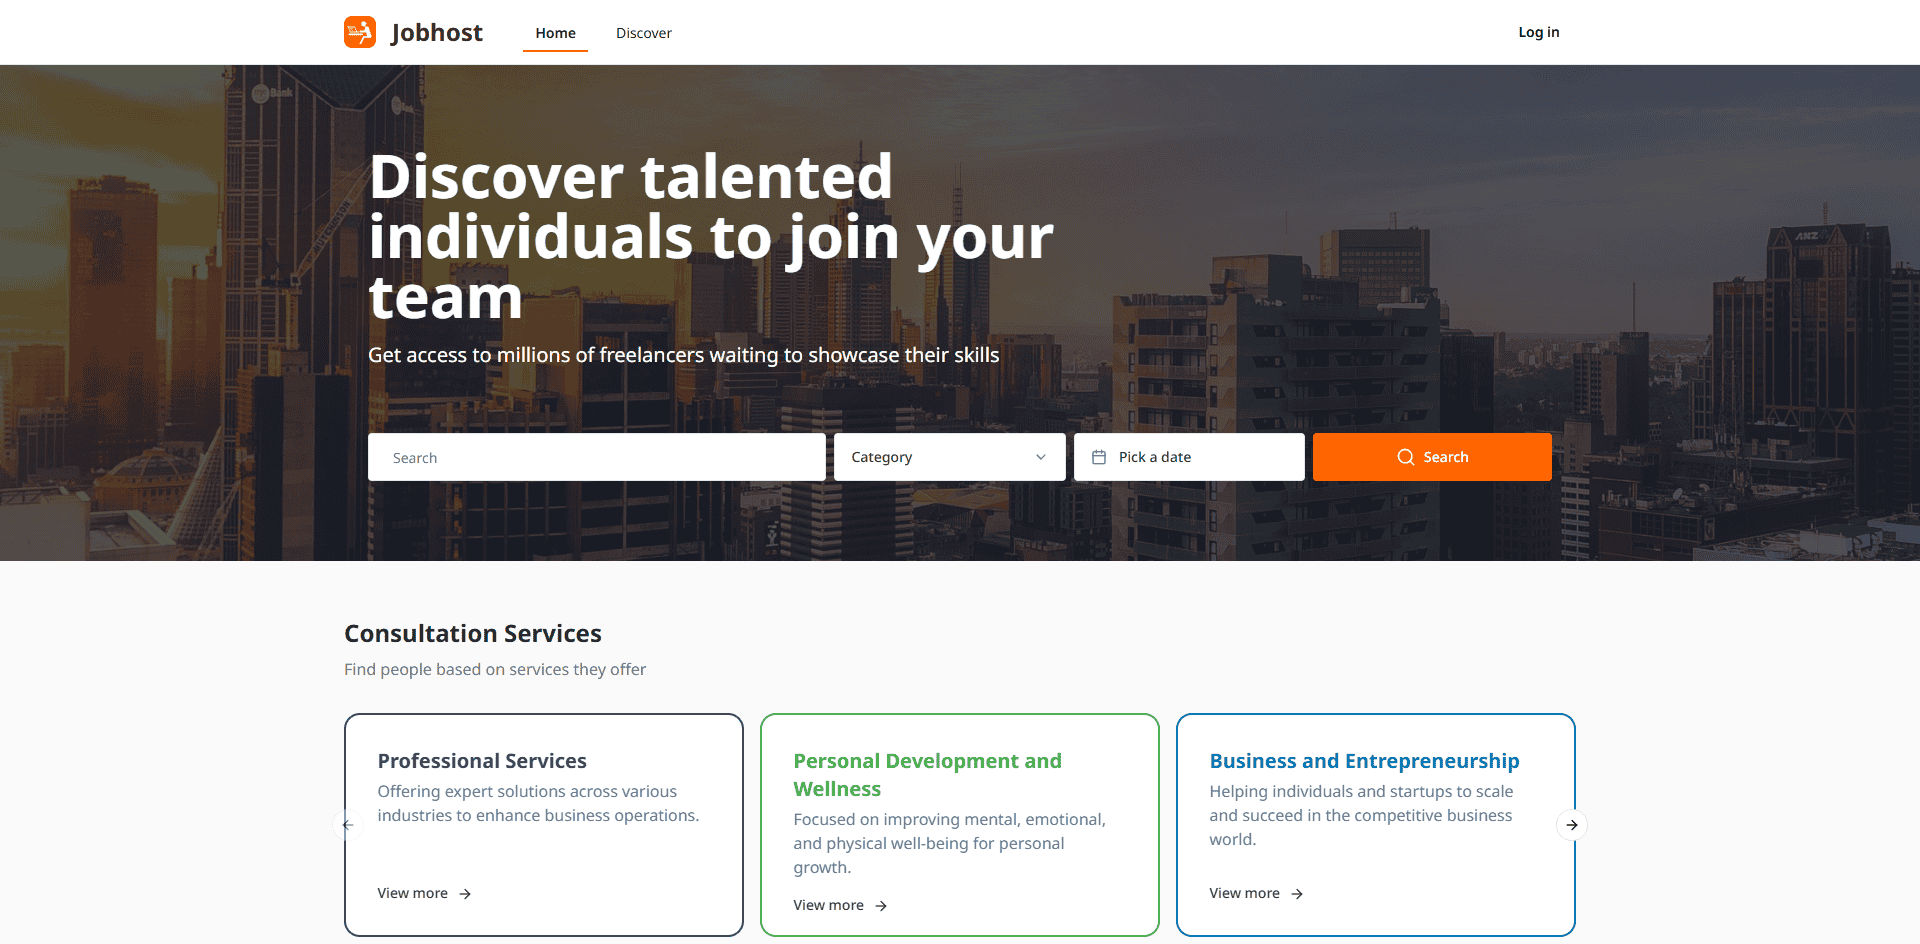 Jobhost
Home
Discover
Log in
Bank
ANZ
Discover talented
individuals to join your
team
Get access to millions of freelancers waiting to showcase their skills
Search
Category
Pick a date
Search
Consultation Services
Find people based on services they offer
Professional Services
Offering expert solutions across various
industries to enhance business operations.
View more
Personal Development and
Wellness
Focused on improving mental, emotional,
and physical well-being for personal
growth.
View more
Business and Entrepreneurship
Helping individuals and startups to scale
and succeed in the competitive business
world.
View more